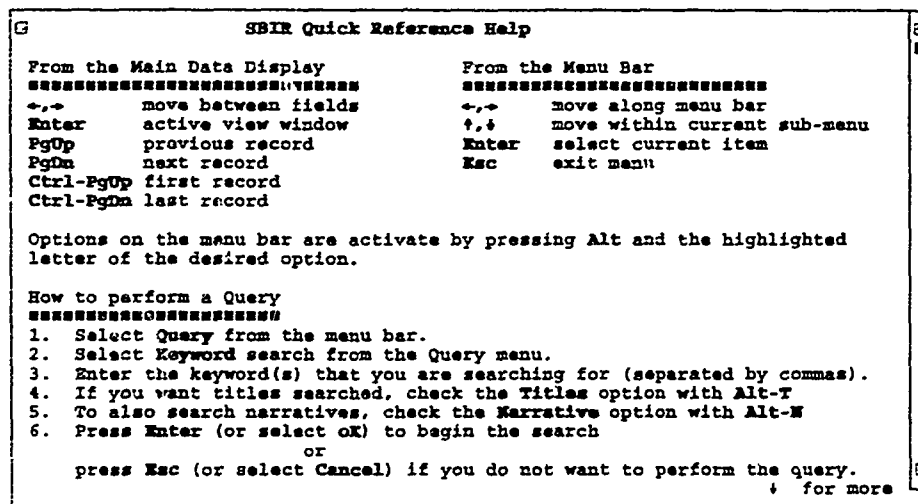 SBIR Quick Reference Help
From the Main Data Display From the Menu Bar
←,→ move between fields ←,→ move along menu bar
Enter active view window ↑,↓ move within current sub-menu
PgUp previous record Enter select current item
PgDn next record Esc exit menu
Ctrl-PgUp first record
Ctrl-PgDn last record
Options on the menu bar are activate by pressing Alt and the highlighted
letter of the desired option.
How to perform a Query
1. Select Query from the menu bar.
2. Select Keyword search from the Query menu.
3. Enter the keyword(s) that you are searching for (separated by commas).
4. If you want titles searched, check the Titles option with Alt-T
5. To also search narratives, check the Narrative option with Alt-N
6. Press Enter (or select oK) to begin the search
or
press Esc (or select Cancel) if you do not want to perform the query.
↓ for more